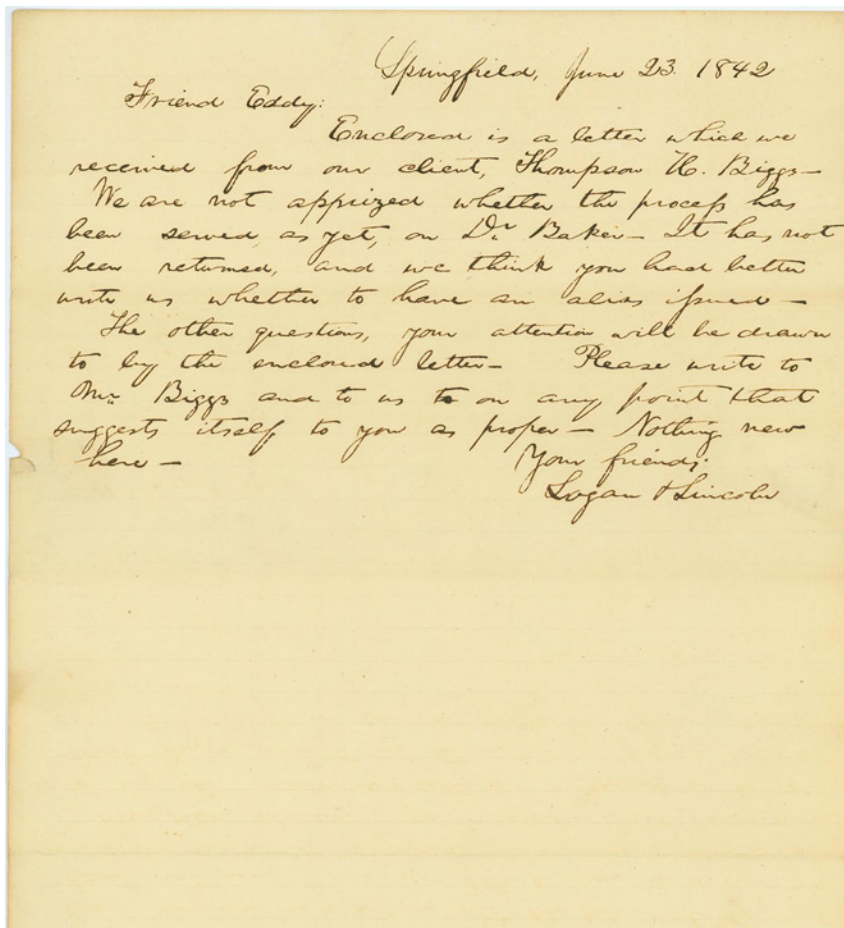 Springfield, June 23. 1842
Friend Eddy:
Enclosed is a letter which we
received from our client, Thompson H. Biggs—
We are not apprized whether the process has
been served, as yet, on Dr. Baker— It has not
been returned, and we think you had better
write us whether to have an alias issued—
The other questions, your attention will be drawn
to by the enclosed letter— Please write to
Mr. Biggs and to us to on any point that
suggests itself to you as proper— Nothing new
here—
Your friends,
Logan & Lincoln